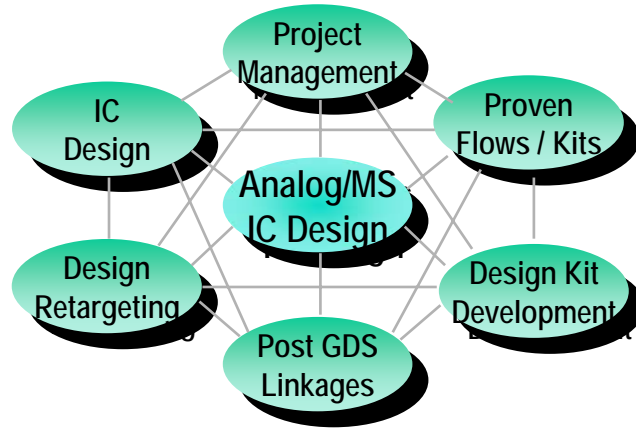 Project
Management
IC
Design
Proven
Flows / Kits
Analog/MS
IC Design
Design
Retargeting
Design Kit
Development
Post GDS
Linkages